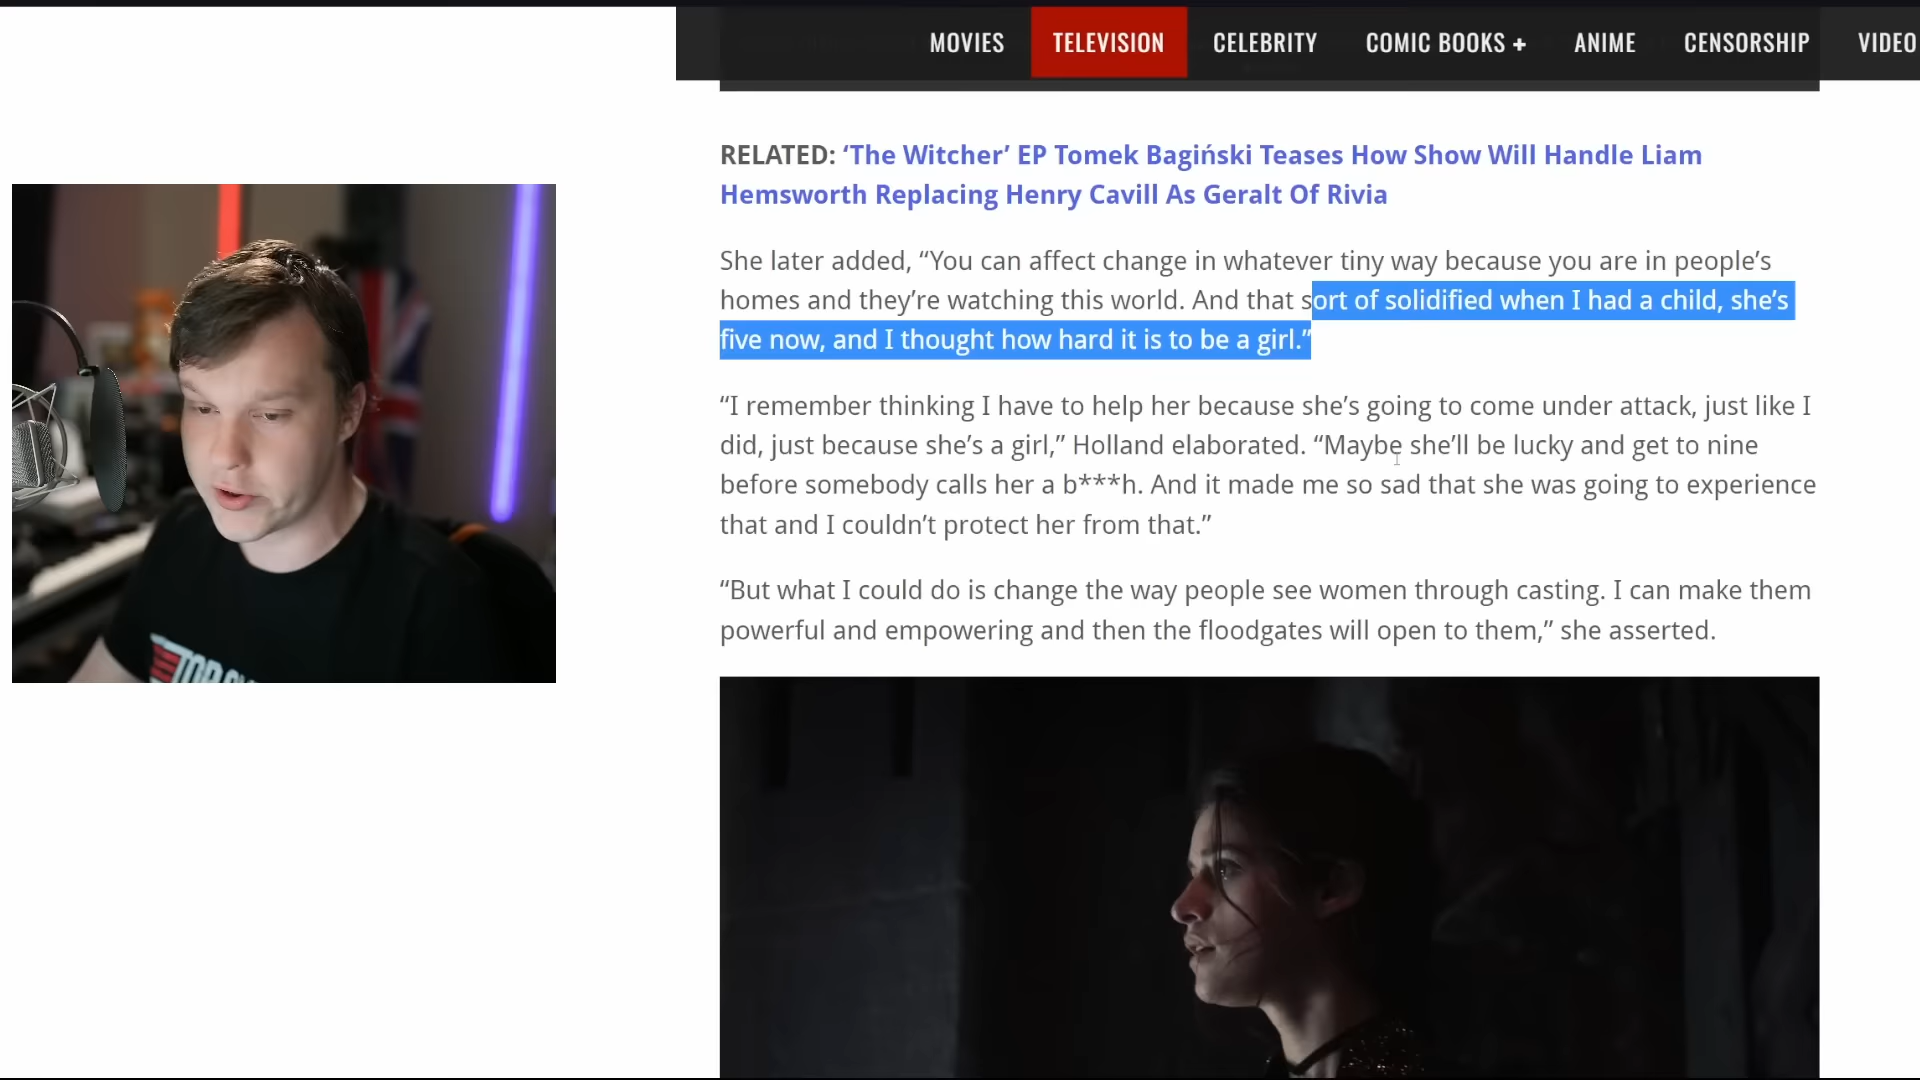 MOVIES TELEVISION CELEBRITY COMIC BOOKS + ANIME CENSORSHIP VIDEO
RELATED: ‘The Witcher’ EP Tomek Bagiński Teases How Show Will Handle Liam
Hemsworth Replacing Henry Cavill As Geralt Of Rivia
She later added, “You can affect change in whatever tiny way because you are in people’s
homes and they’re watching this world. And that sort of solidified when I had a child, she’s
five now, and I thought how hard it is to be a girl.”
“I remember thinking I have to help her because she’s going to come under attack, just like I
did, just because she’s a girl,” Holland elaborated. “Maybe she’ll be lucky and get to nine
before somebody calls her a b***h. And it made me so sad that she was going to experience
that and I couldn’t protect her from that.”
“But what I could do is change the way people see women through casting. I can make them
powerful and empowering and then the floodgates will open to them,” she asserted.
TOP